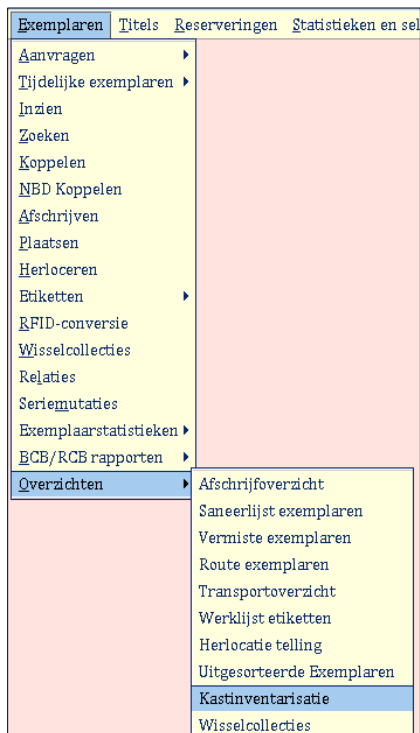 Exemplaren Titels Reserveringen Statistieken en sel
Aanvragen
Tijdelijke exemplaren
Inzien
Zoeken
Koppelen
NBD Koppelen
Afschrijven
Plaatsen
Herloceren
Etiketten
RFID-conversie
Wisselcollecties
Relaties
Seriemutaties
Exemplaarstatistieken
BCB/RCB rapporten
Overzichten
Afschrijfoverzicht
Saneerlijst exemplaren
Vermiste exemplaren
Route exemplaren
Transportoverzicht
Werklijst etiketten
Herlocatie telling
Uitgesorteerde Exemplaren
Kastinventarisatie
Wisselcollecties